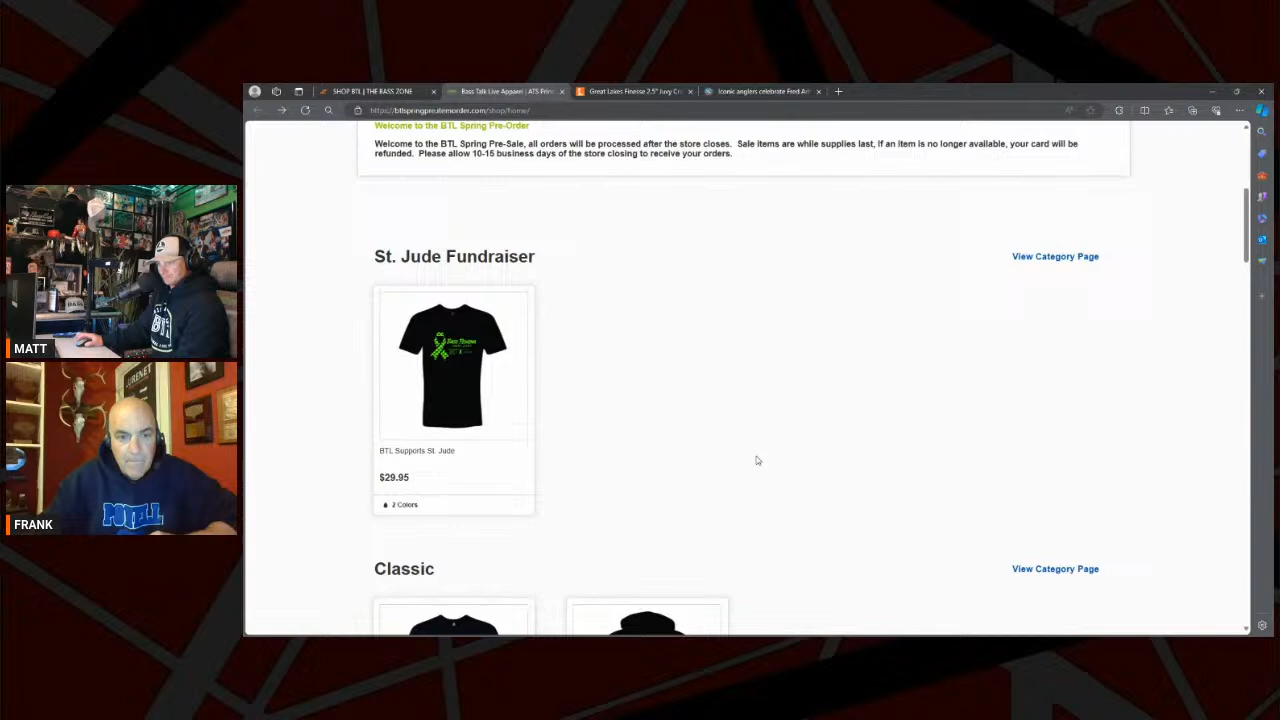 SHOP BTL | THE BASS ZONE
Bass Talk Live Apparel | ATS Prin
Great Lakes Finesse 2.5" Juvy Cr
Iconic anglers celebrate Fred Ar
https://btlspringpre.itemorder.com/shop/home/
Welcome to the BTL Spring Pre-Order
Welcome to the BTL Spring Pre-Sale, all orders will be processed after the store closes. Sale items are while supplies last, if an item is no longer available, your card will be
refunded. Please allow 10-15 business days of the store closing to receive your orders.
St. Jude Fundraiser
View Category Page
BTL Supports St. Jude
$29.95
2 Colors
Classic
View Category Page
MATT
JURENET
FRANK